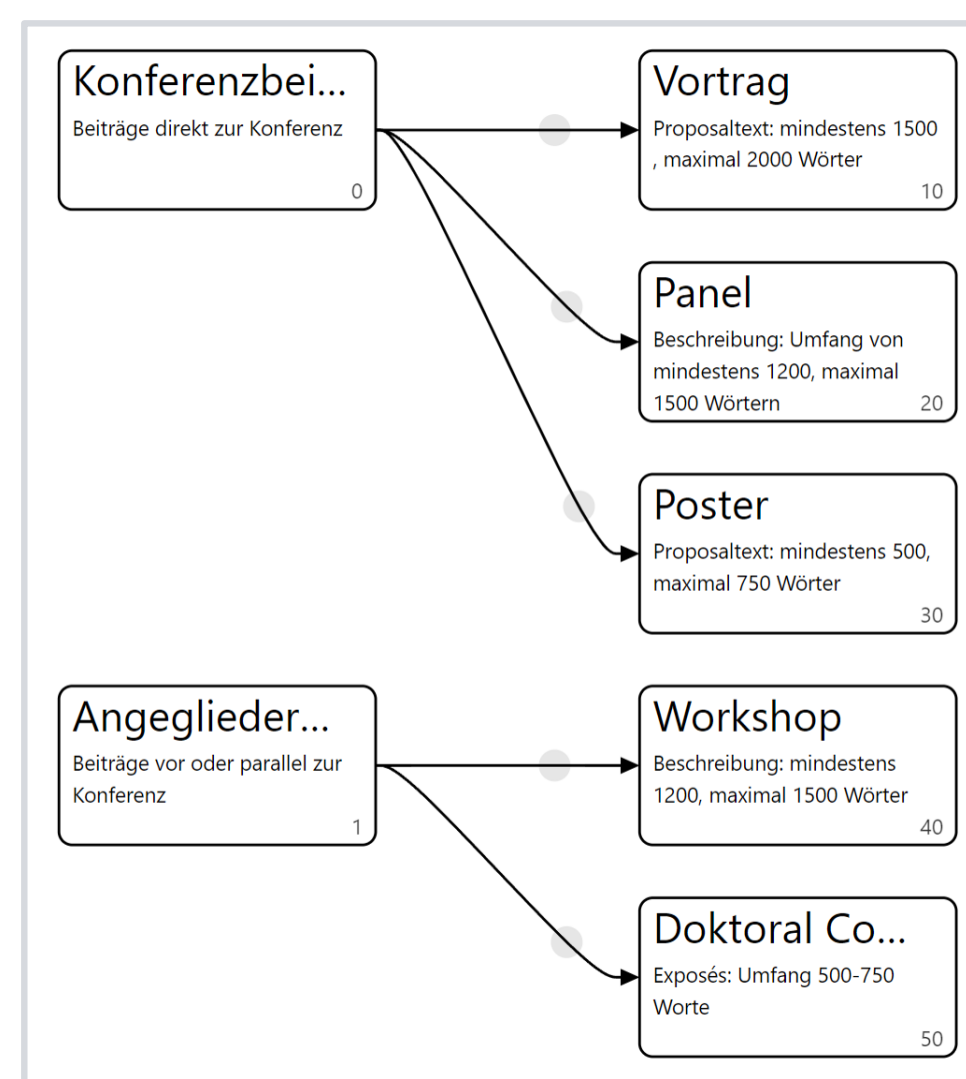 Konferenzbei...
Beiträge direkt zur Konferenz
0
Vortrag
Proposaltext: mindestens 1500
, maximal 2000 Wörter
10
Panel
Beschreibung: Umfang von
mindestens 1200, maximal
1500 Wörtern
20
Poster
Proposaltext: mindestens 500,
maximal 750 Wörter
30
Angeglieder...
Beiträge vor oder parallel zur
Konferenz
1
Workshop
Beschreibung: mindestens
1200, maximal 1500 Wörter
40
Doktoral Co...
Exposés: Umfang 500-750
Worte
50